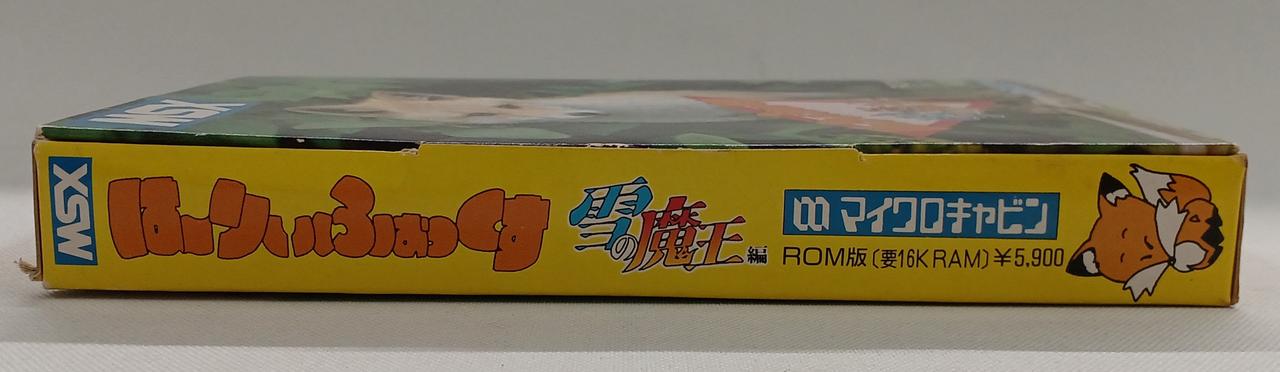 MSX
MSX
はーりぃふぉっくす
雪の魔王編
マイクロキャビン
ROM版〔要16K RAM〕¥5,900